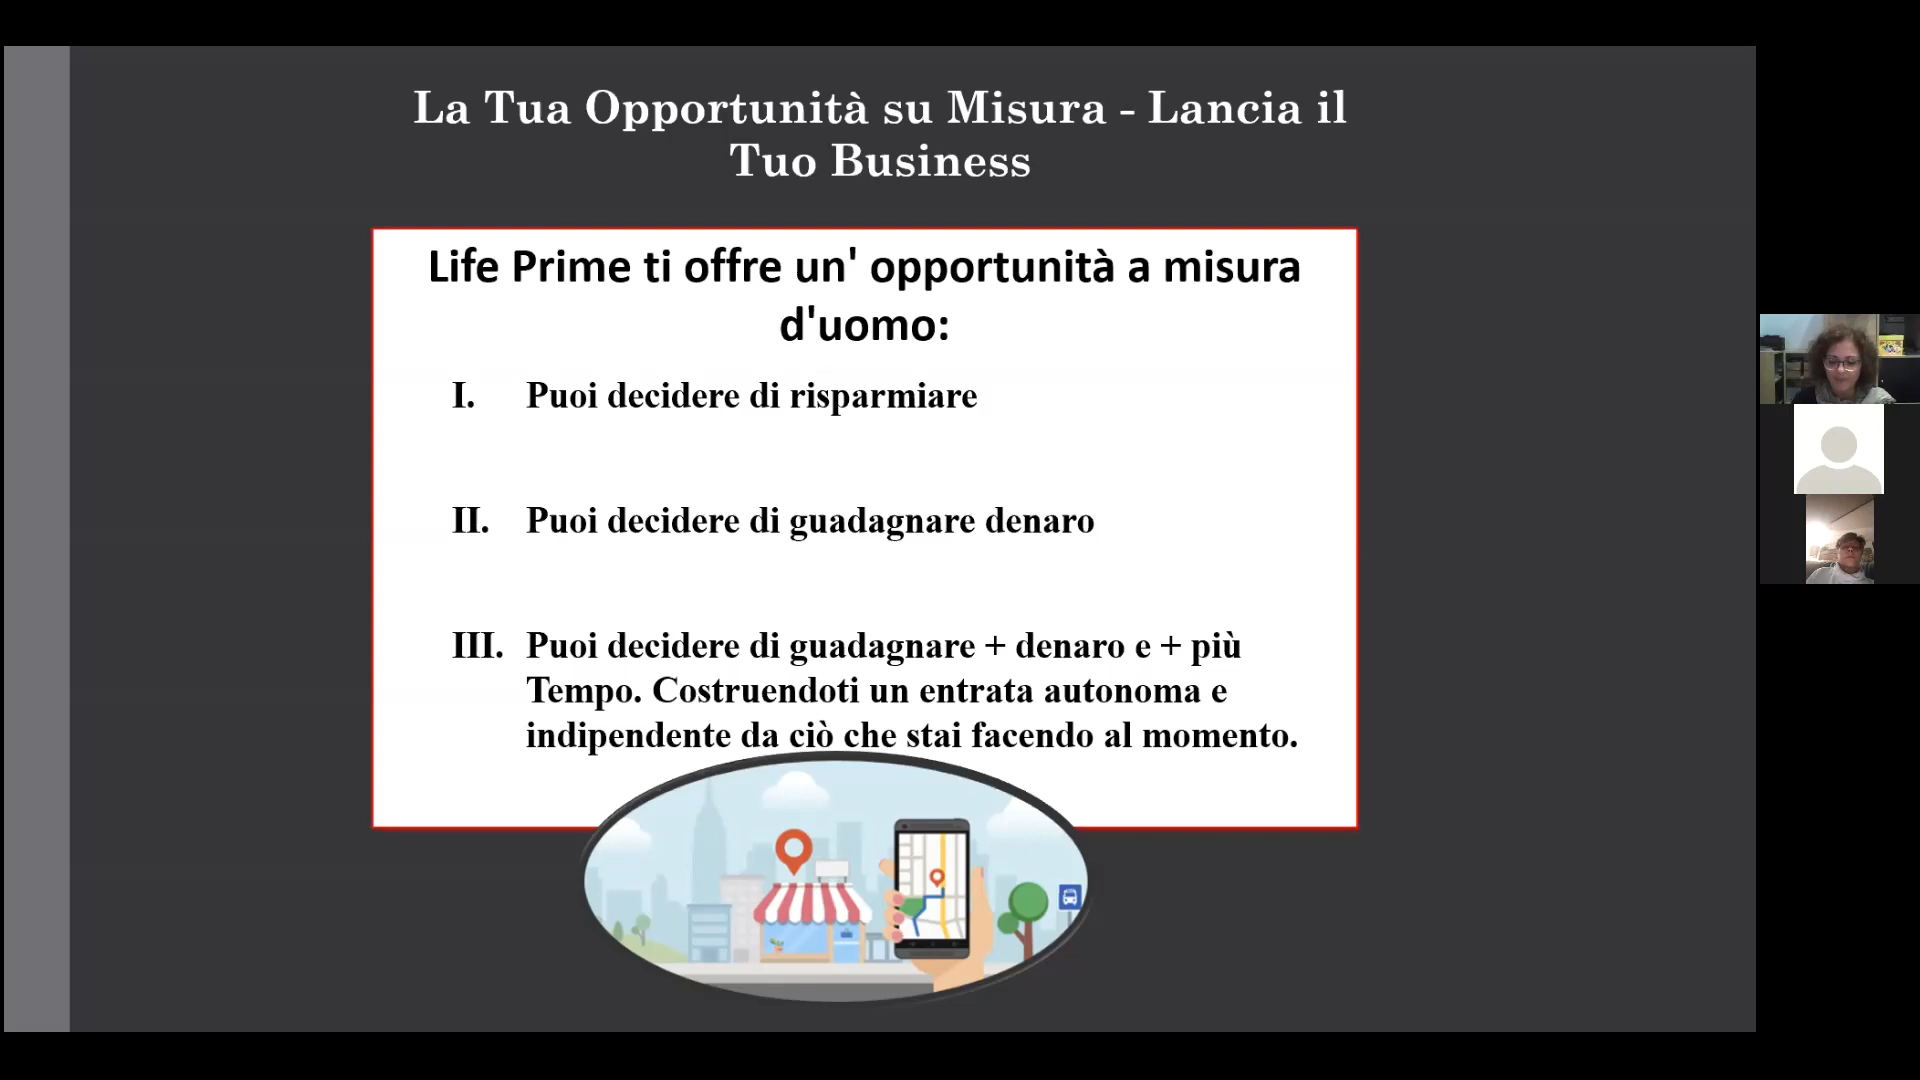 La Tua Opportunità su Misura - Lancia il
Tuo Business
Life Prime ti offre un' opportunità a misura
d'uomo:
I. Puoi decidere di risparmiare
II. Puoi decidere di guadagnare denaro
III. Puoi decidere di guadagnare + denaro e + più
Tempo. Costruendoti un entrata autonoma e
indipendente da ciò che stai facendo al momento.